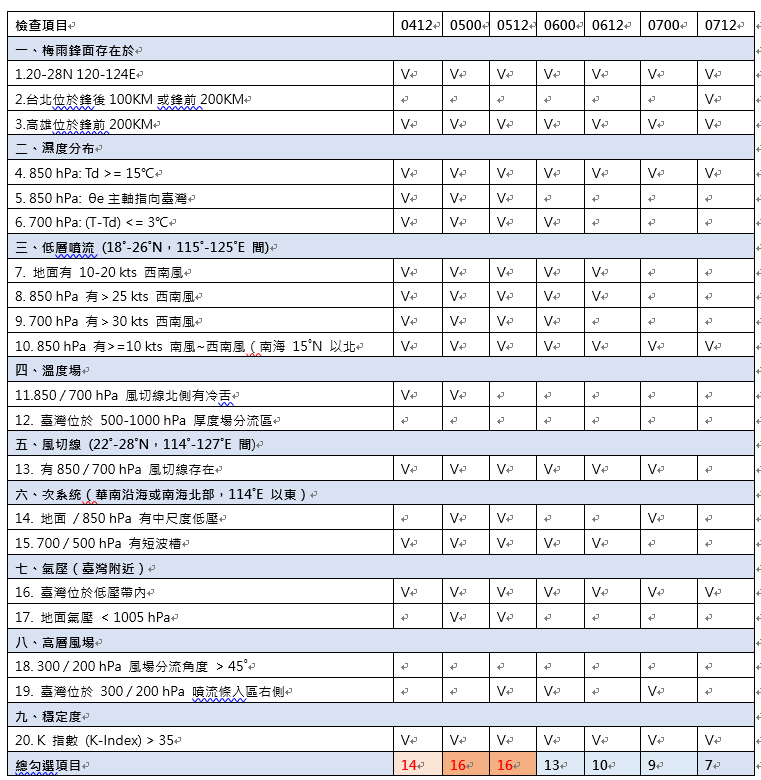 檢查項目 0412 0500 0512 0600 0612 0700 0712
一、梅雨鋒面存在於
1.20-28N 120-124E V V V V V V V
2.台北位於鋒後 100KM 或鋒前 200KM V
3.高雄位於鋒前 200KM V V V V V V V
二、濕度分布
4. 850 hPa: Td >= 15℃ V V V V V V V
5. 850 hPa: θe 主軸指向臺灣 V V V
6. 700 hPa: (T-Td) <= 3℃ V V V V
三、低層噴流 (18°-26°N，115°-125°E 間)
7. 地面有 10-20 kts 西南風 V V V V V
8. 850 hPa 有 > 25 kts 西南風 V V V V V
9. 700 hPa 有 > 30 kts 西南風 V V V V
10. 850 hPa 有>=10 kts 南風~西南風（南海 15°N 以北 V V V V V V V
四、溫度場
11.850 / 700 hPa 風切線北側有冷舌 V V
12. 臺灣位於 500-1000 hPa 厚度場分流區
五、風切線 (22°-28°N，114°-127°E 間)
13. 有 850 / 700 hPa 風切線存在 V V V V V V
六、次系統（華南沿海或南海北部，114°E 以東）
14. 地面 / 850 hPa 有中尺度低壓 V V V
15. 700 / 500 hPa 有短波槽 V V V V V
七、氣壓（臺灣附近）
16. 臺灣位於低壓帶內 V V V V V V V
17. 地面氣壓 < 1005 hPa V V
八、高層風場
18. 300 / 200 hPa 風場分流角度 > 45°
19. 臺灣位於 300 / 200 hPa 噴流條入區右側 V V V
九、穩定度
20. K 指數 (K-Index) > 35 V V V V V V V
總勾選項目 14 16 16 13 10 9 7